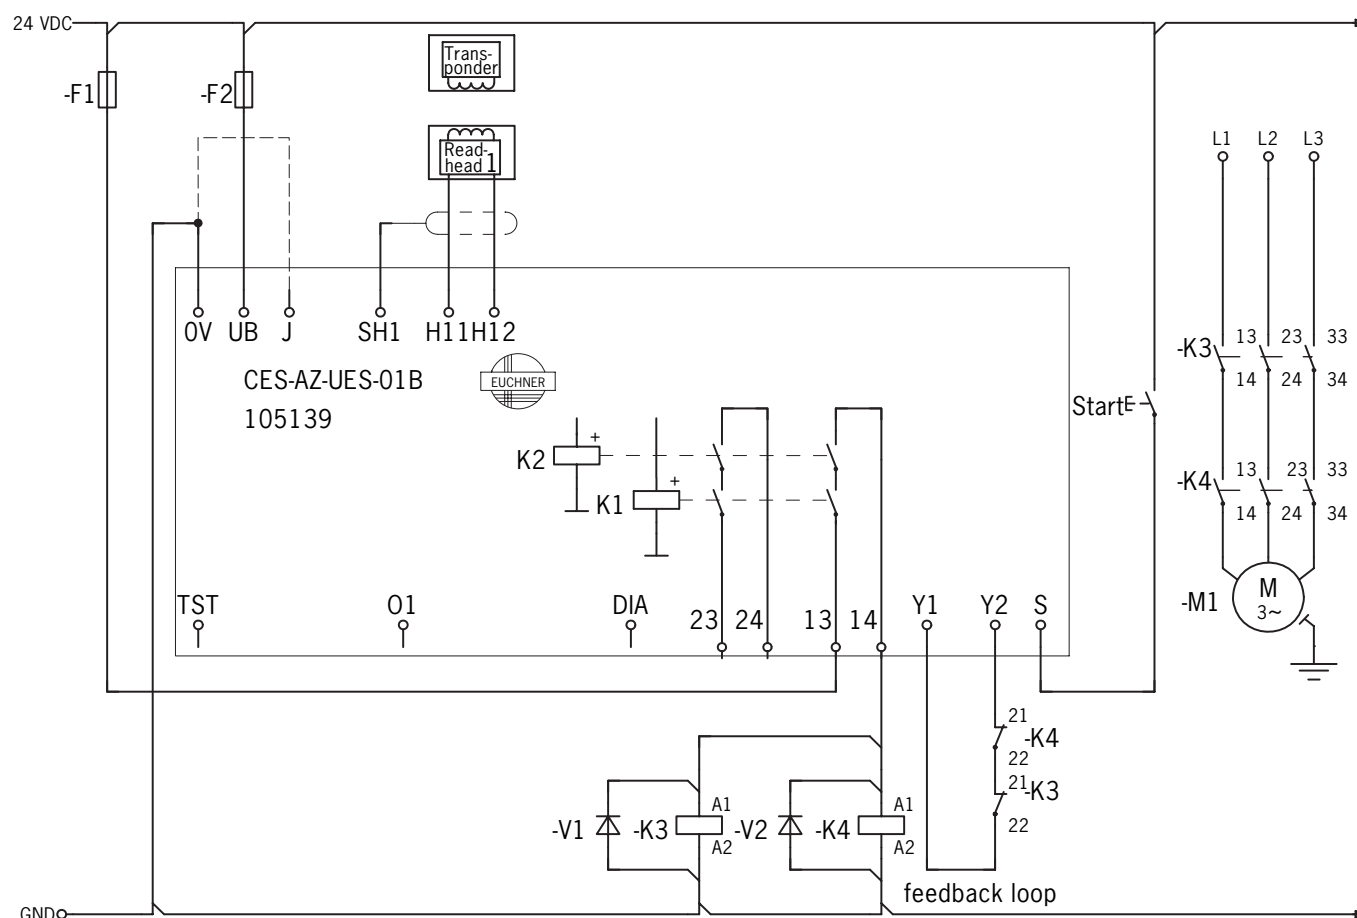 24 VDC
-F1
-F2
Trans-
ponder
Read-
head 1
L1 L2 L3
0V UB J SH1 H11 H12
CES-AZ-UES-01B
105139
EUCHNER
-K3
13 23 33
14 24 34
Start
K2 +
K1 +
-K4
13 23 33
14 24 34
-M1
M
3~
TST O1 DIA 23 24 13 14 Y1 Y2 S
21
-K4
22
21
-K3
22
-V1 -K3 A1 A2
-V2 -K4 A1 A2
feedback loop
GND